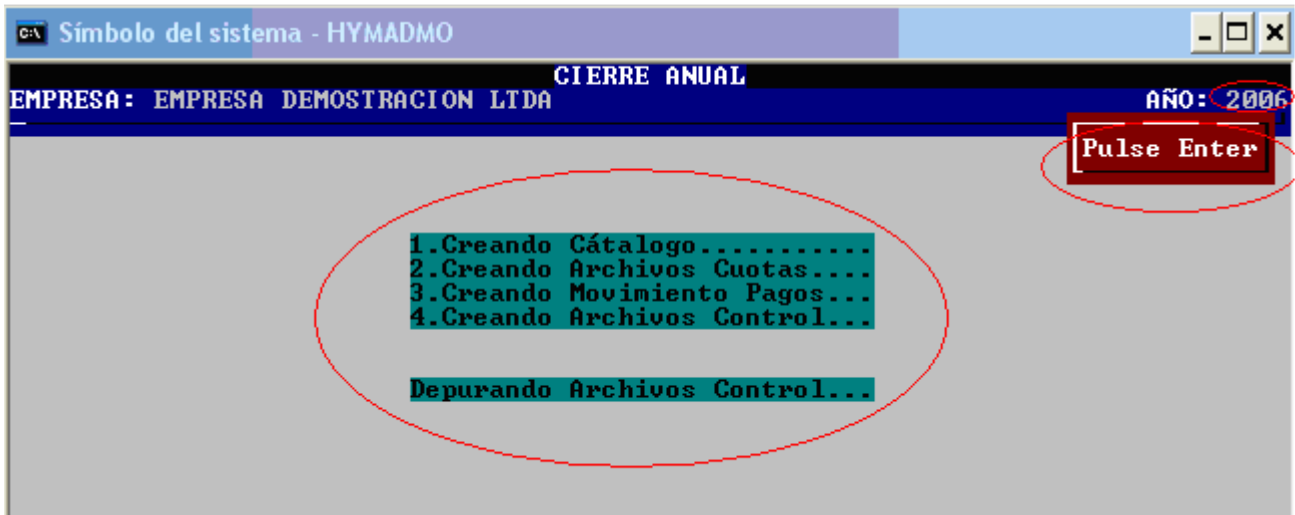 Símbolo del sistema - HYMADMO
CIERRE ANUAL
EMPRESA: EMPRESA DEMOSTRACION LTDA AÑO: 2006
Pulse Enter
1.Creando Cátalogo...........
2.Creando Archivos Cuotas....
3.Creando Movimiento Pagos...
4.Creando Archivos Control...
Depurando Archivos Control...